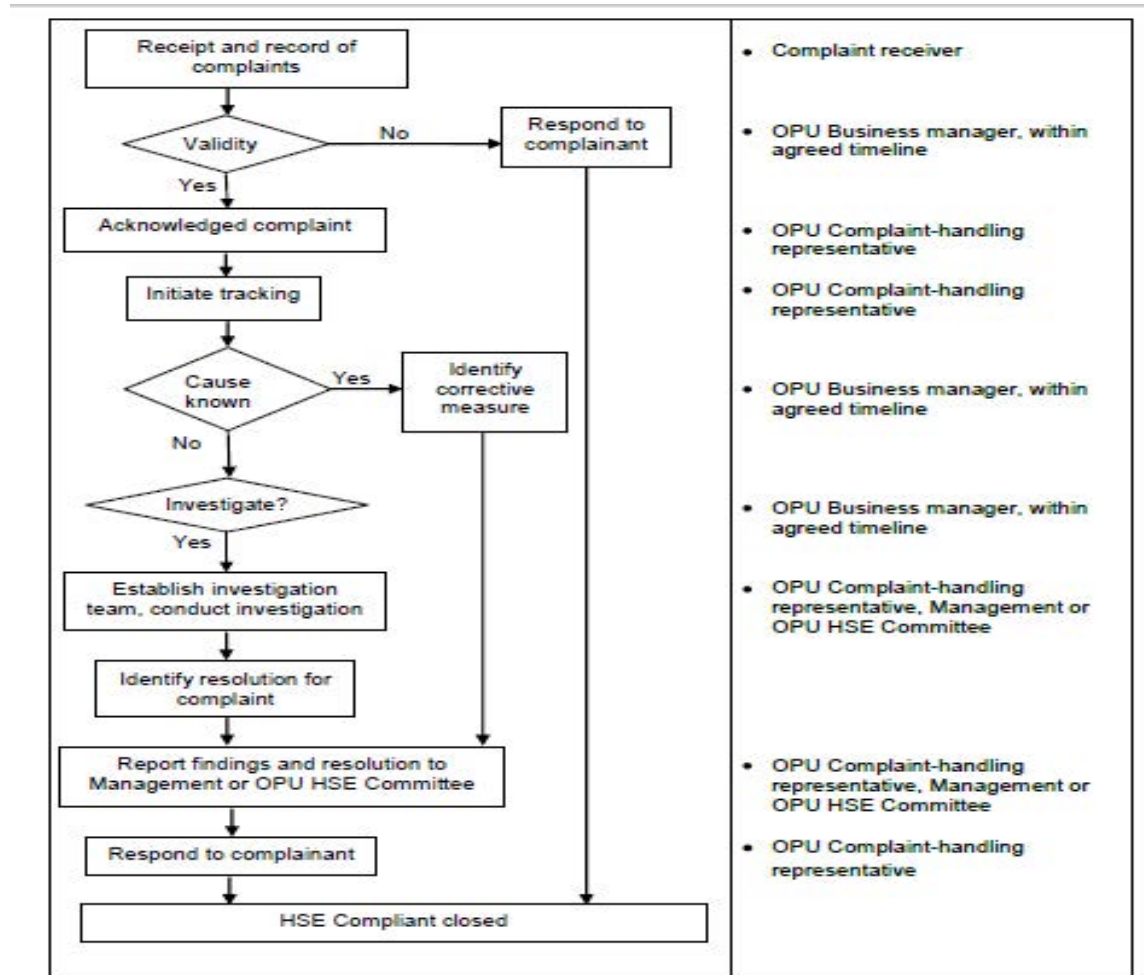 Receipt and record of
complaints
• Complaint receiver
Validity
No
Respond to
complainant
• OPU Business manager, within
agreed timeline
Yes
Acknowledged complaint
• OPU Complaint-handling
representative
Initiate tracking
• OPU Complaint-handling
representative
Cause
known
Yes
Identify
corrective
measure
• OPU Business manager, within
agreed timeline
No
Investigate?
• OPU Business manager, within
agreed timeline
Yes
Establish investigation
team, conduct investigation
• OPU Complaint-handling
representative, Management or
OPU HSE Committee
Identify resolution for
complaint
Report findings and resolution to
Management or OPU HSE Committee
• OPU Complaint-handling
representative, Management or
OPU HSE Committee
Respond to complainant
• OPU Complaint-handling
representative
HSE Compliant closed